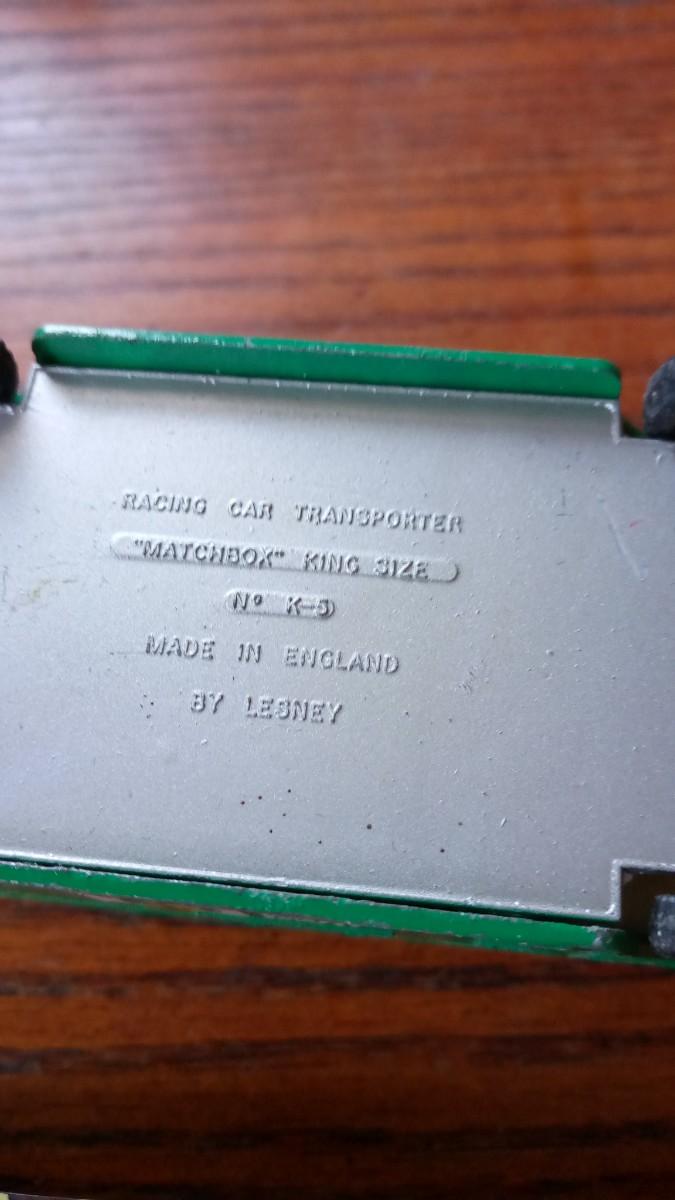 RACING CAR TRANSPORTER
"MATCHBOX" KING SIZE
Nº K-5
MADE IN ENGLAND
BY LESNEY